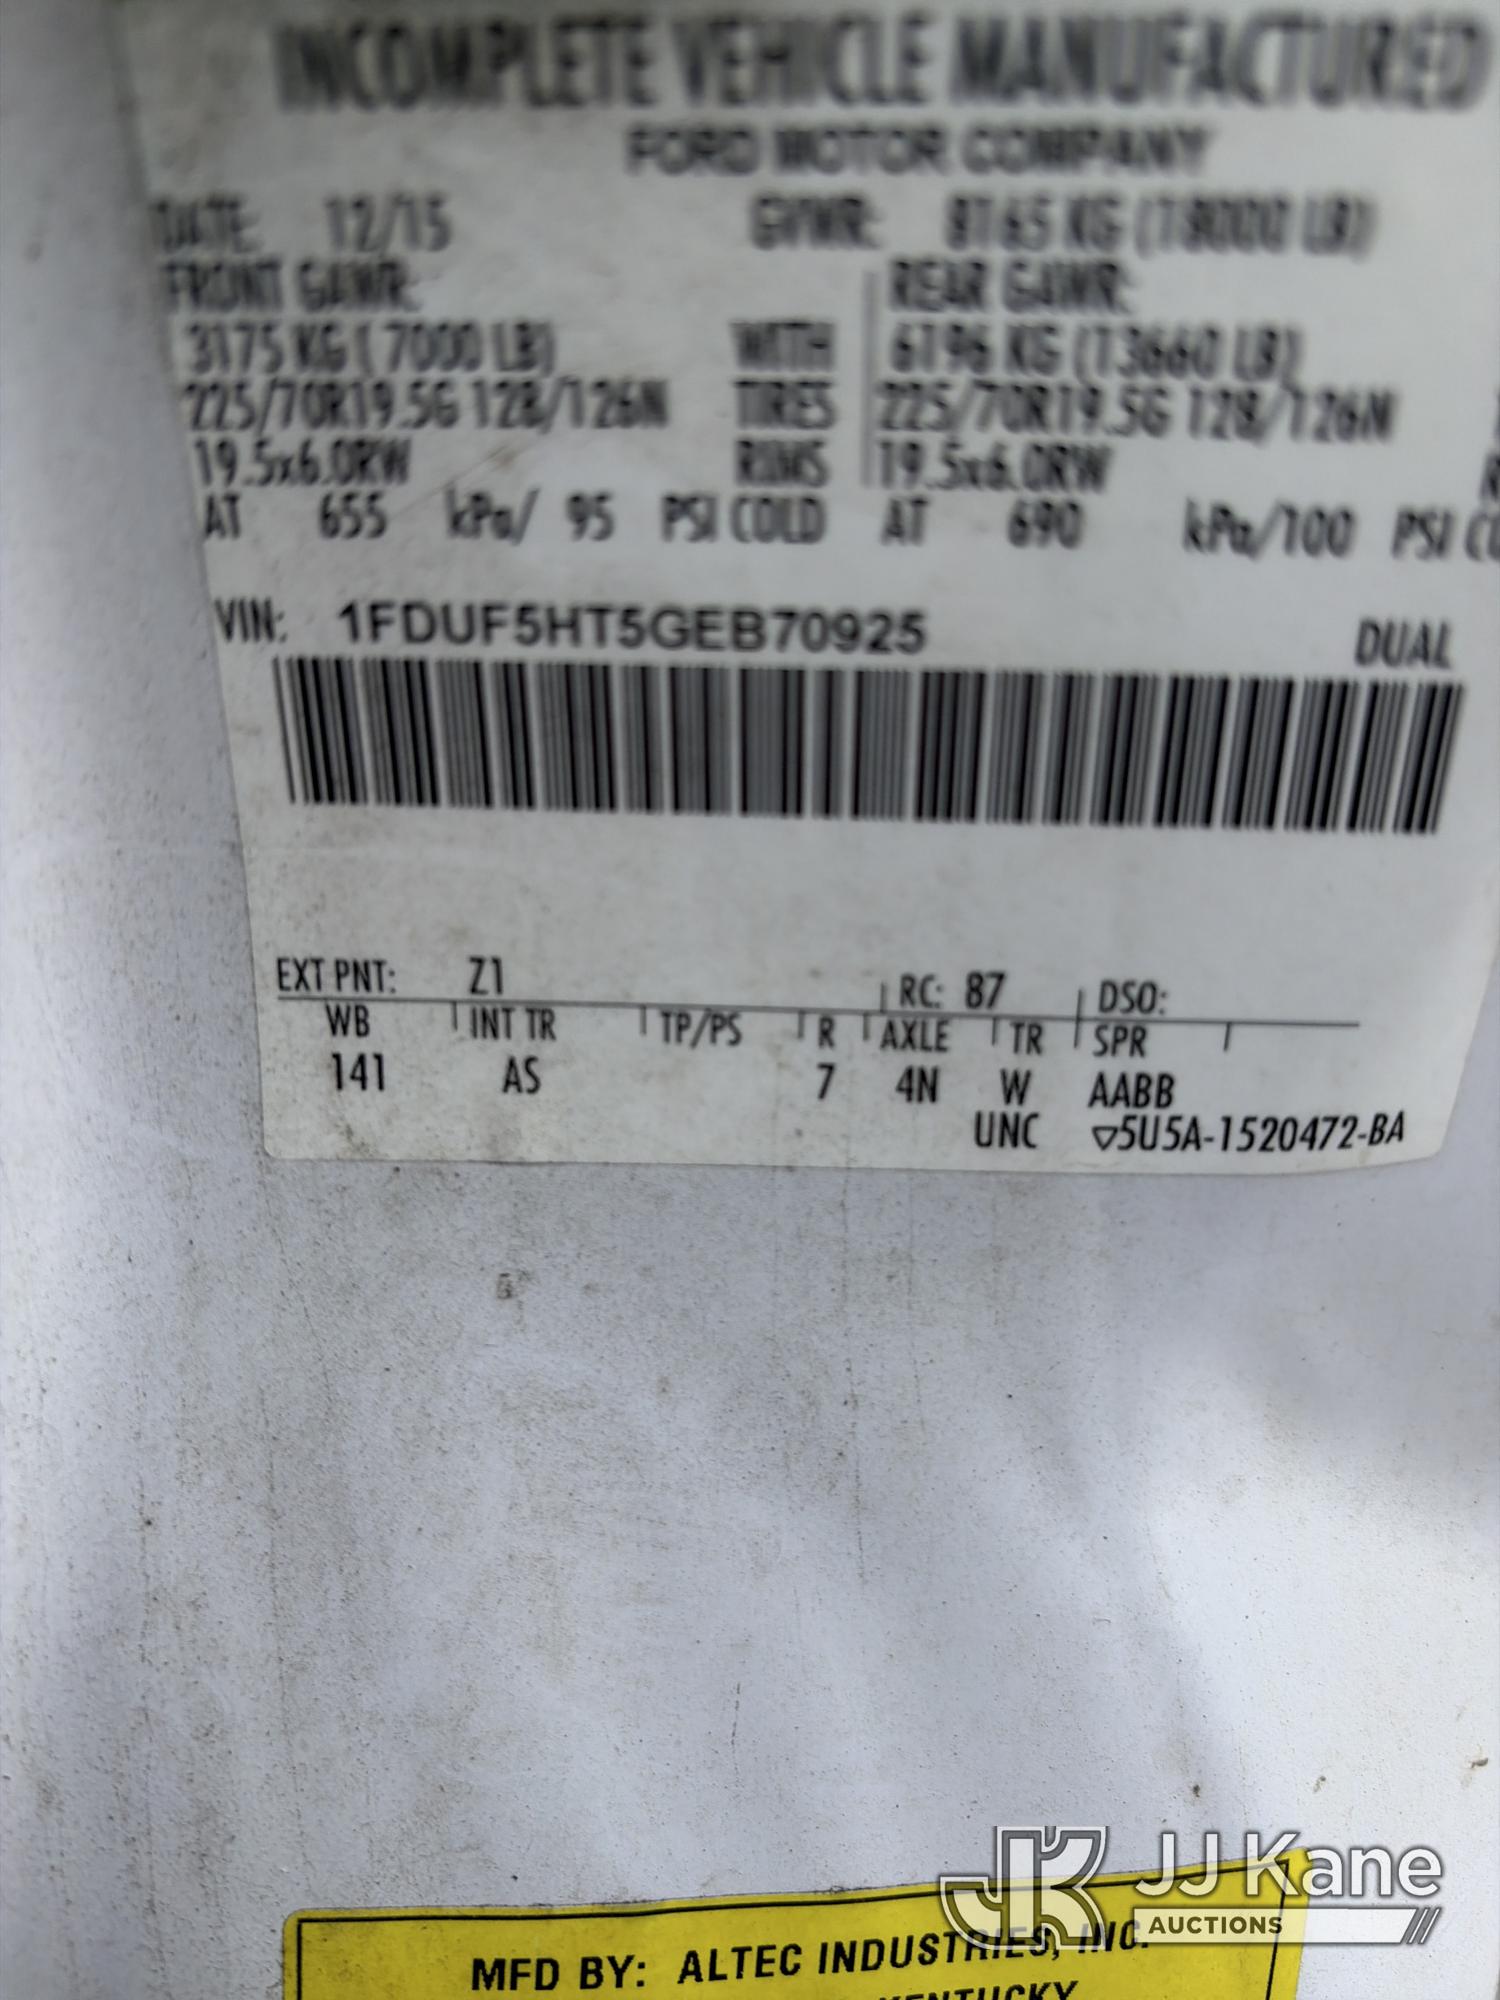 INCOMPLETE VEHICLE MANUFACTURED
FORD MOTOR COMPANY
DATE: 12/15 GVWR: 8165 KG (18000 LB)
FRONT GAWR: REAR GAWR:
3175 KG ( 7000 LB) WITH 6196 KG (13660 LB)
225/70R19.5G 128/126N TIRES 225/70R19.5G 128/126N
19.5x6.0RW RIMS 19.5x6.0RW
AT 655 kPa/ 95 PSI COLD AT 690 kPa/100 PSI
VIN: 1FDUF5HT5GEB70925 DUAL
EXT PNT: Z1 RC: 87 DSO:
WB INT TR TP/PS R AXLE TR SPR
141 AS 7 4N W AABB
UNC ▽5U5A-1520472-BA
MFD BY: ALTEC INDUSTRIES, INC.
KENTUCKY
JK JJ Kane
AUCTIONS